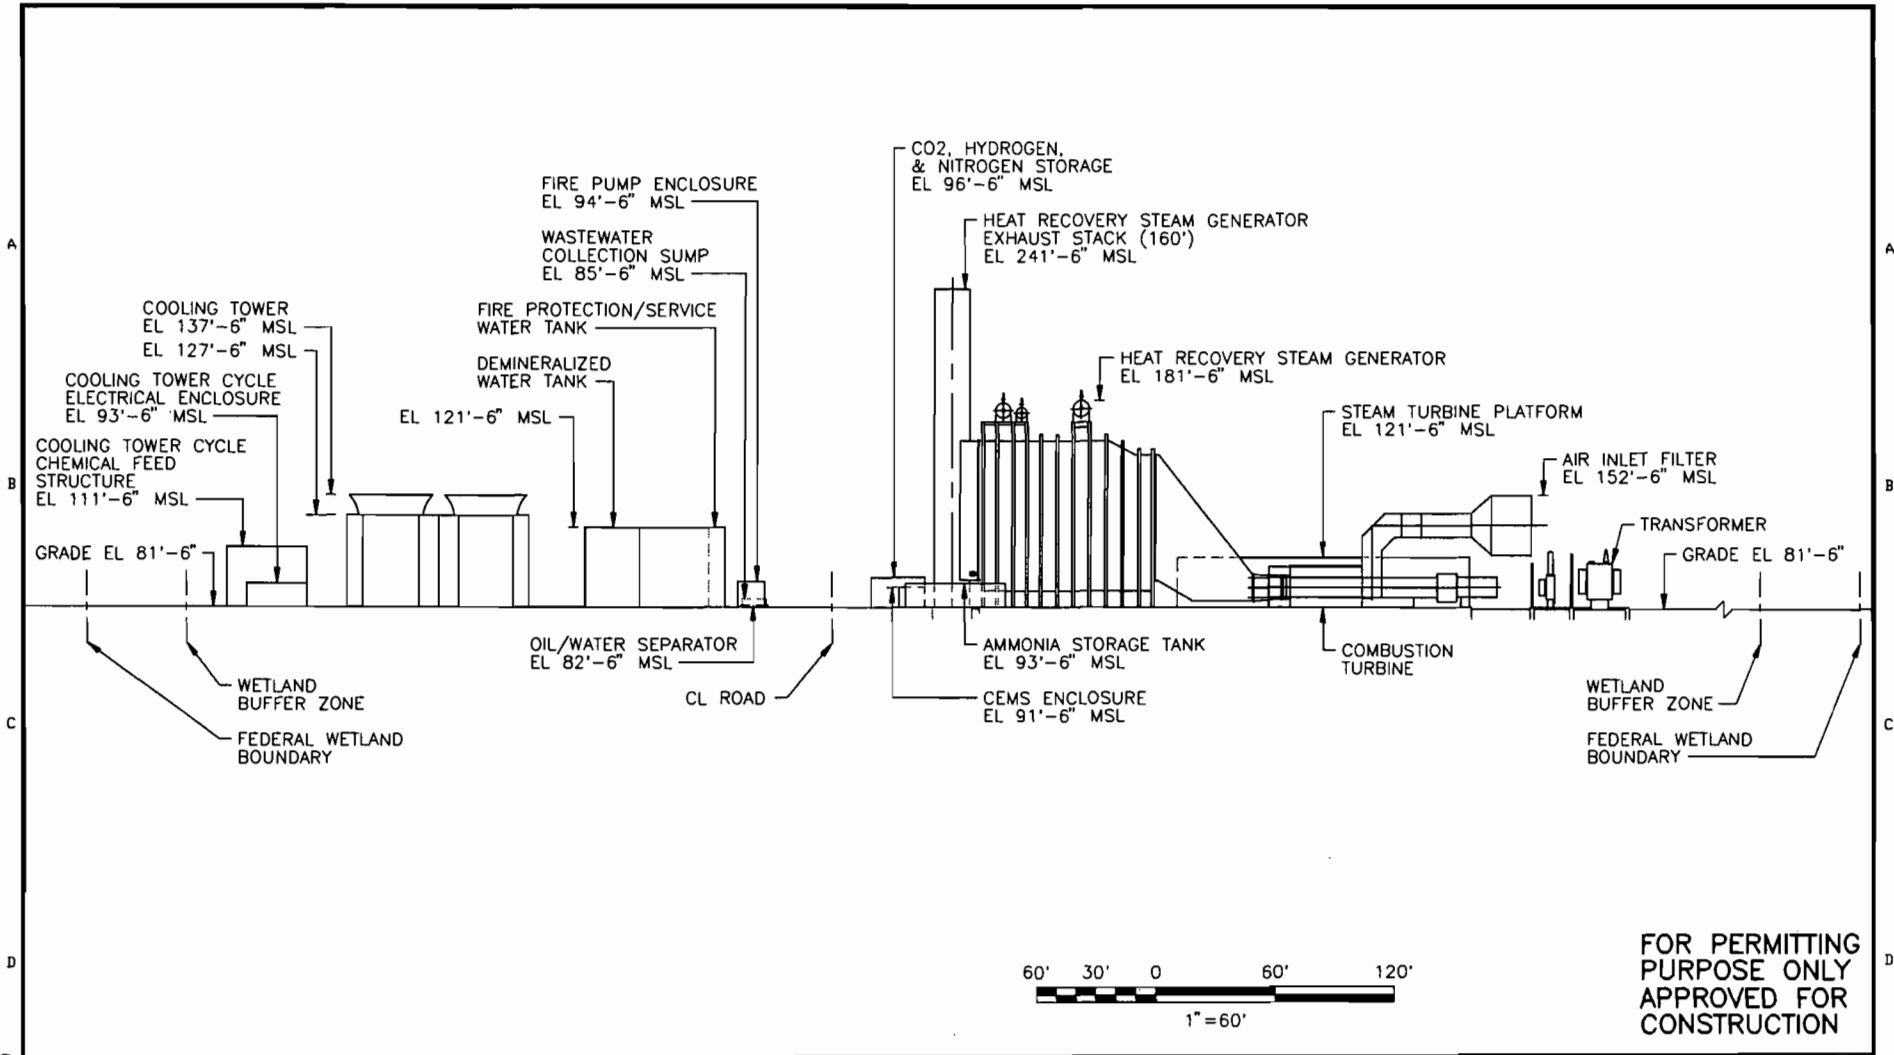 CO2, HYDROGEN,
& NITROGEN STORAGE
EL 96'-6" MSL
FIRE PUMP ENCLOSURE
EL 94'-6" MSL
HEAT RECOVERY STEAM GENERATOR
EXHAUST STACK (160')
EL 241'-6" MSL
WASTEWATER
COLLECTION SUMP
EL 85'-6" MSL
A
A
COOLING TOWER
EL 137'-6" MSL
EL 127'-6" MSL
FIRE PROTECTION/SERVICE
WATER TANK
DEMINERALIZED
WATER TANK
HEAT RECOVERY STEAM GENERATOR
EL 181'-6" MSL
COOLING TOWER CYCLE
ELECTRICAL ENCLOSURE
EL 93'-6" MSL
EL 121'-6" MSL
STEAM TURBINE PLATFORM
EL 121'-6" MSL
COOLING TOWER CYCLE
CHEMICAL FEED
STRUCTURE
EL 111'-6" MSL
AIR INLET FILTER
EL 152'-6" MSL
B
B
TRANSFORMER
GRADE EL 81'-6"
GRADE EL 81'-6"
OIL/WATER SEPARATOR
EL 82'-6" MSL
AMMONIA STORAGE TANK
EL 93'-6" MSL
COMBUSTION
TURBINE
WETLAND
BUFFER ZONE
CL ROAD
CEMS ENCLOSURE
EL 91'-6" MSL
WETLAND
BUFFER ZONE
C
C
FEDERAL WETLAND
BOUNDARY
FEDERAL WETLAND
BOUNDARY
D
D
60' 30' 0 60' 120'
1"=60'
FOR PERMITTING
PURPOSE ONLY
APPROVED FOR
CONSTRUCTION